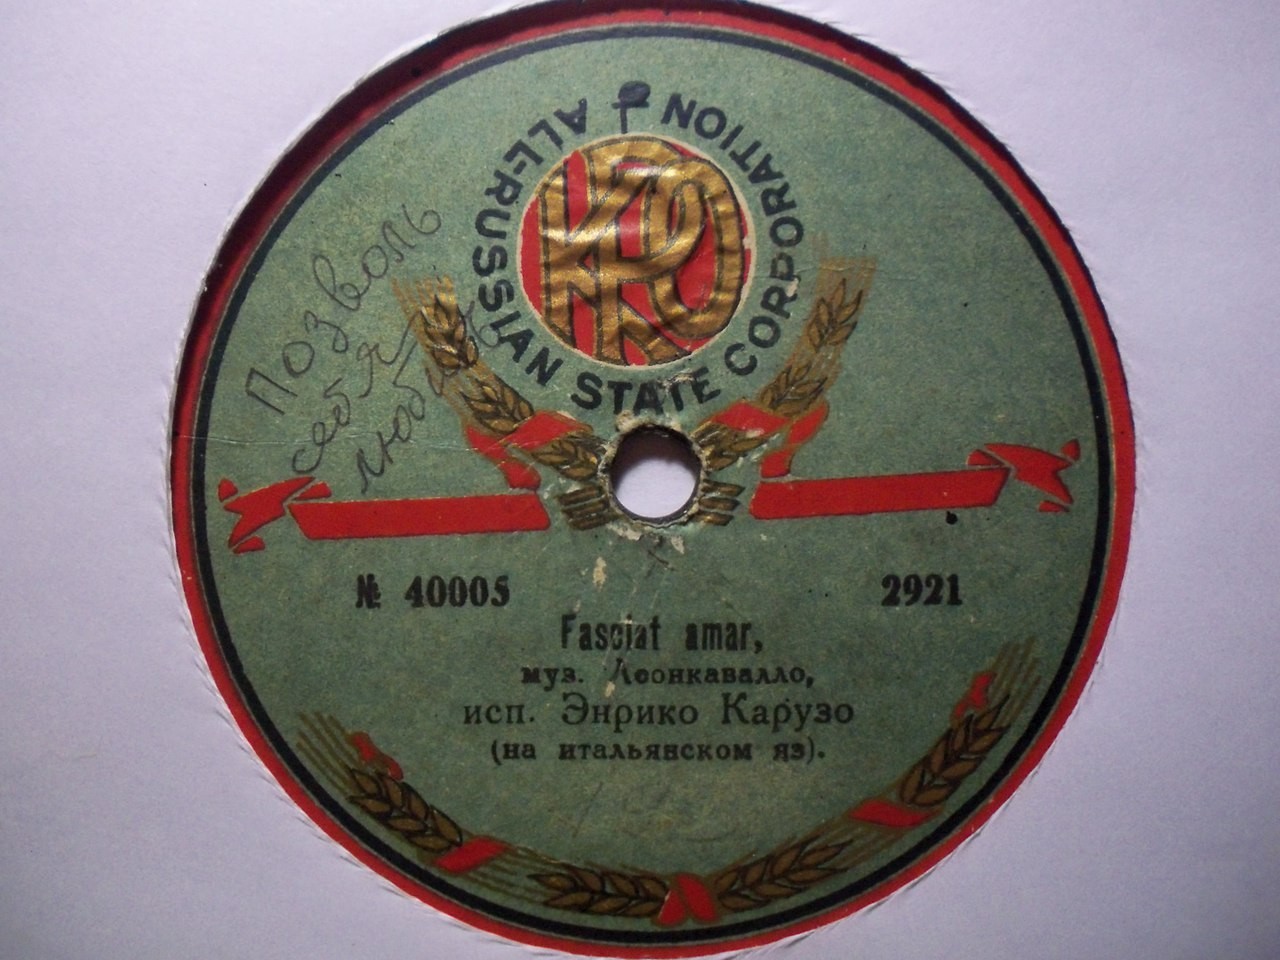 ALL-RUSSIAN STATE CORPORATION
Позволь
себя
любить
№ 40005 2921
Fasciat amar,
муз. Леонкавалло,
исп. Энрико Карузо
(на итальянском яз).